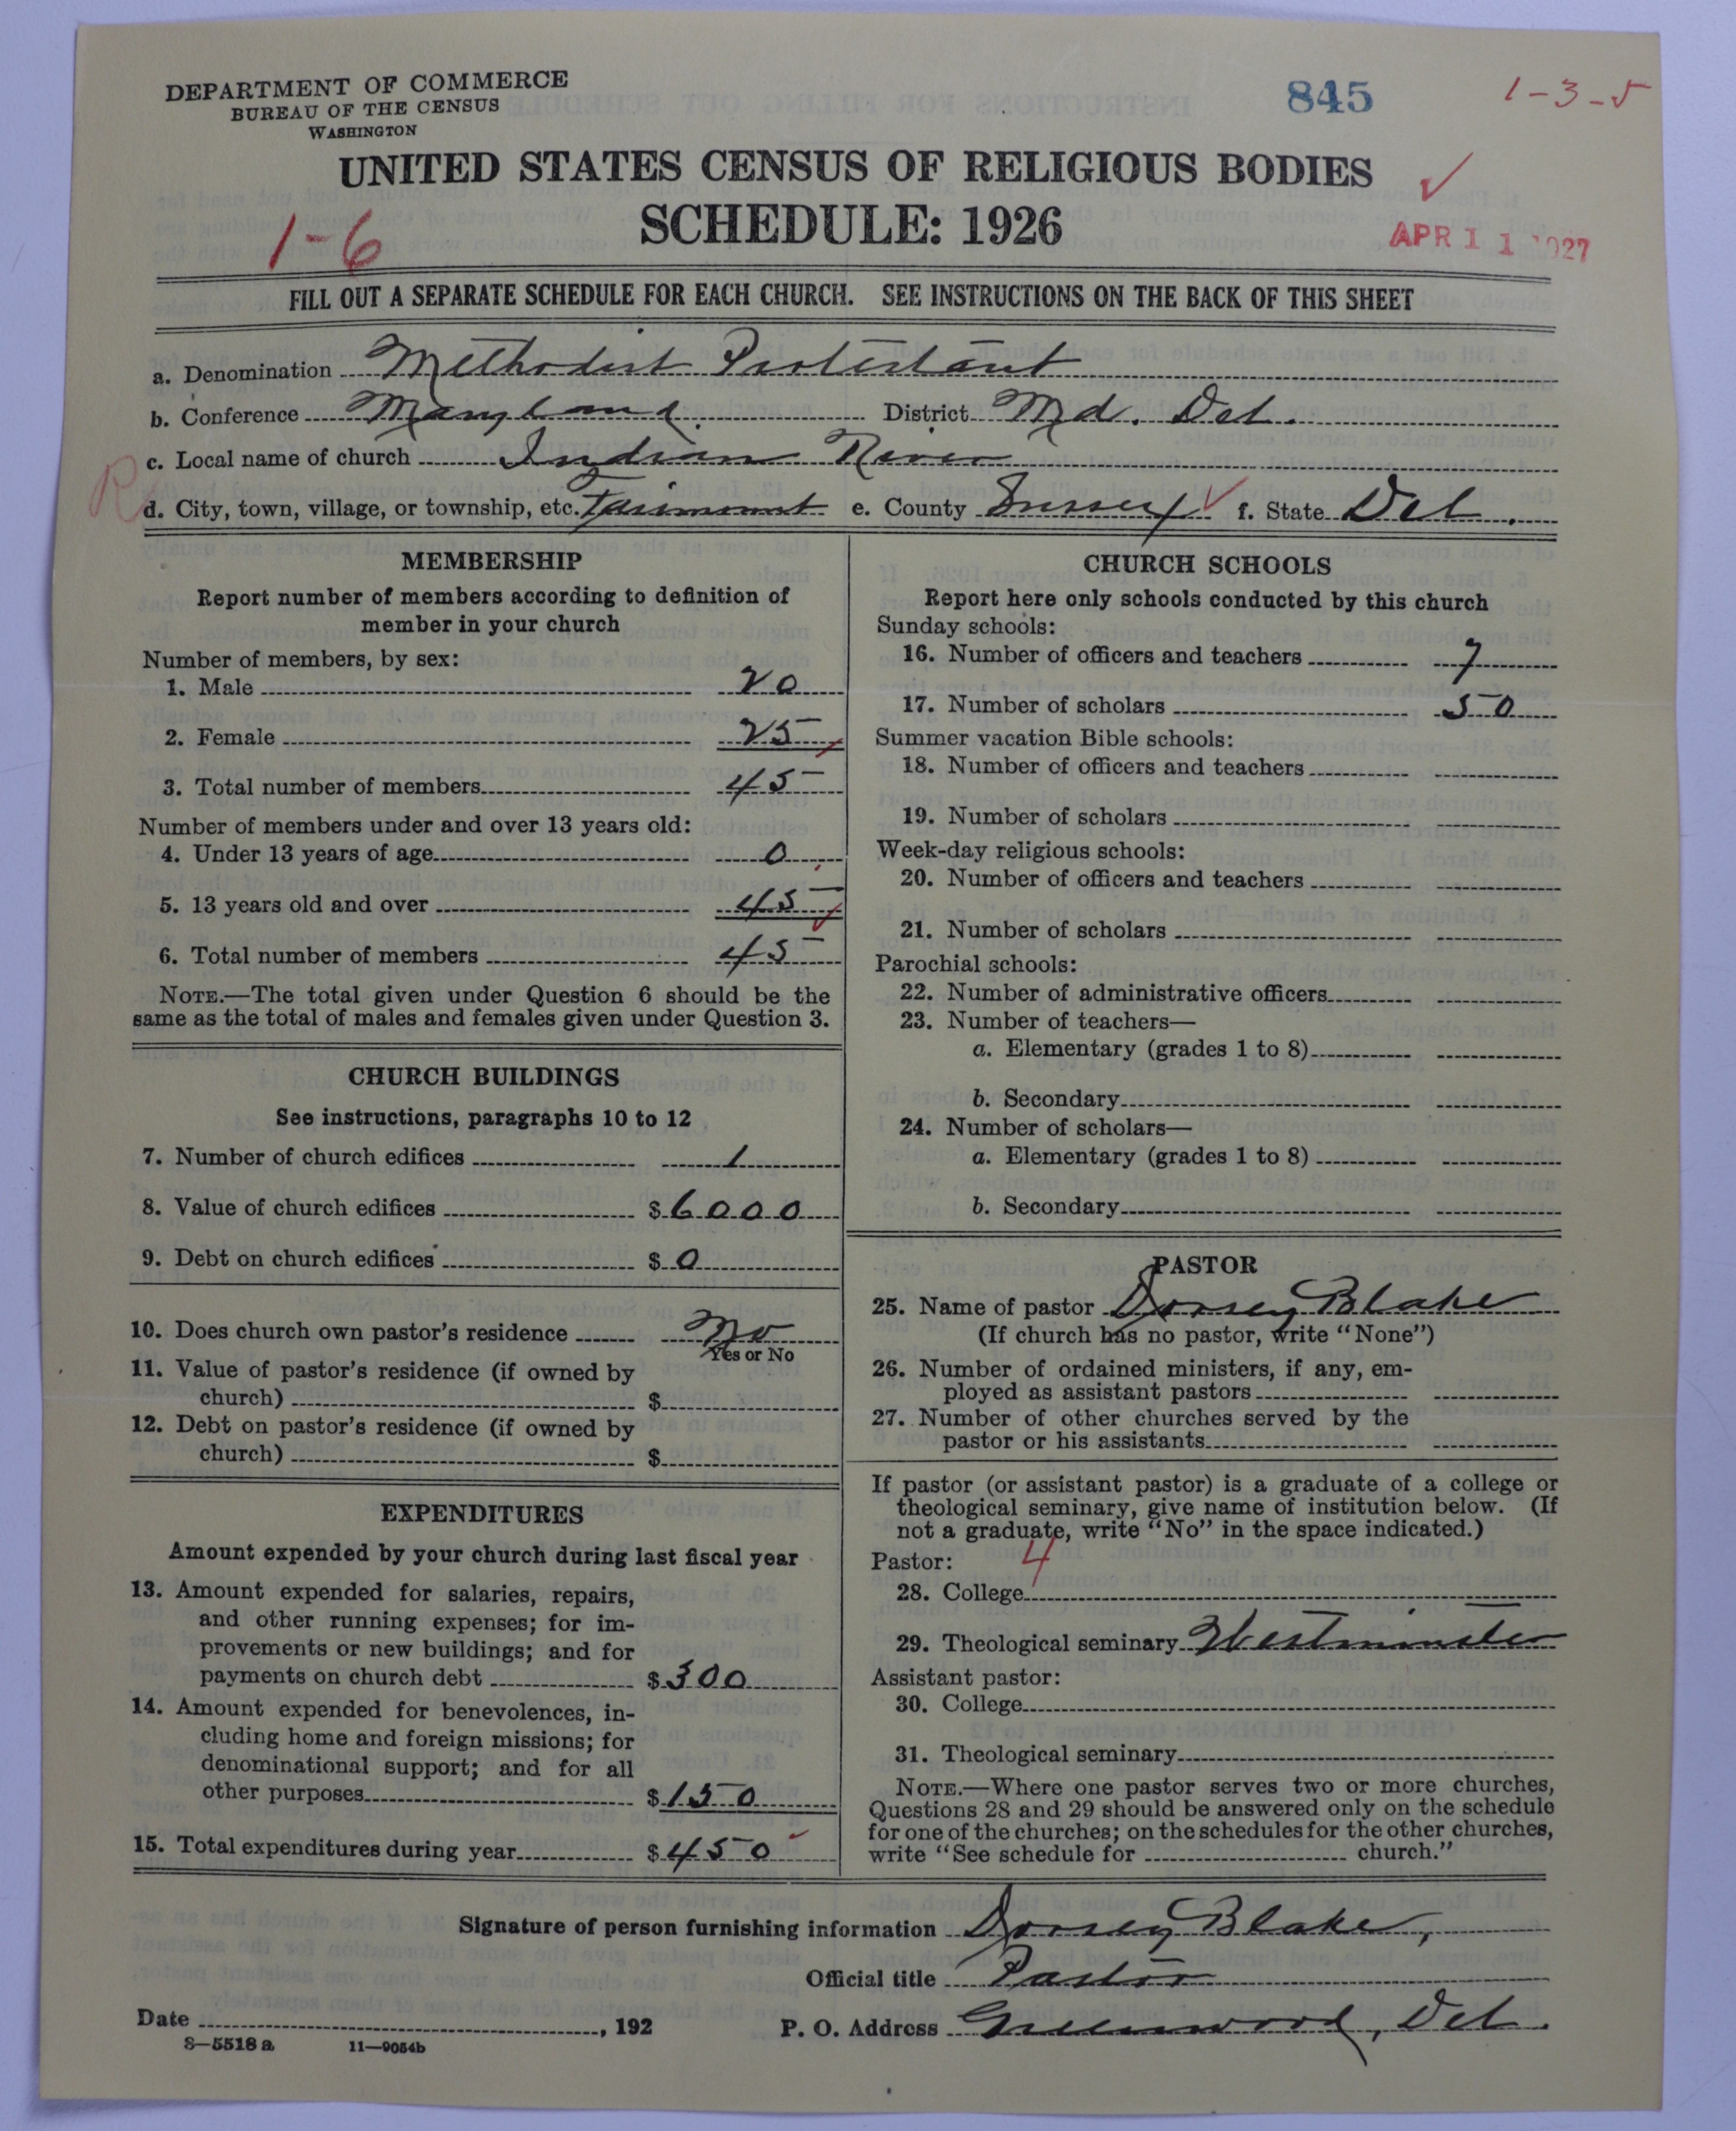 DEPARTMENT OF COMMERCE
BUREAU OF THE CENSUS
WASHINGTON
845
1-3-5
UNITED STATES CENSUS OF RELIGIOUS BODIES
SCHEDULE: 1926
1-6
APR 11 1927
FILL OUT A SEPARATE SCHEDULE FOR EACH CHURCH. SEE INSTRUCTIONS ON THE BACK OF THIS SHEET
a. Denomination Methodist Protestant
b. Conference Maryland District Md. Del.
c. Local name of church Indian River
R
d. City, town, village, or township, etc. Fairmount e. County Sussex f. State Del.
MEMBERSHIP
Report number of members according to definition of
member in your church
Number of members, by sex:
1. Male 20
2. Female 25
3. Total number of members 45
Number of members under and over 13 years old:
4. Under 13 years of age 0
5. 13 years old and over 45
6. Total number of members 45
NOTE.—The total given under Question 6 should be the
same as the total of males and females given under Question 3.
CHURCH BUILDINGS
See instructions, paragraphs 10 to 12
7. Number of church edifices 1
8. Value of church edifices $6000
9. Debt on church edifices $0
10. Does church own pastor's residence No
Yes or No
11. Value of pastor's residence (if owned by
church) $
12. Debt on pastor's residence (if owned by
church) $
EXPENDITURES
Amount expended by your church during last fiscal year
13. Amount expended for salaries, repairs,
and other running expenses; for im-
provements or new buildings; and for
payments on church debt $300
14. Amount expended for benevolences, in-
cluding home and foreign missions; for
denominational support; and for all
other purposes $150
15. Total expenditures during year $450
CHURCH SCHOOLS
Report here only schools conducted by this church
Sunday schools:
16. Number of officers and teachers 7
17. Number of scholars 50
Summer vacation Bible schools:
18. Number of officers and teachers
19. Number of scholars
Week-day religious schools:
20. Number of officers and teachers
21. Number of scholars
Parochial schools:
22. Number of administrative officers
23. Number of teachers—
a. Elementary (grades 1 to 8)
b. Secondary
24. Number of scholars—
a. Elementary (grades 1 to 8)
b. Secondary
PASTOR
25. Name of pastor Dorsey Blake
(If church has no pastor, write "None")
26. Number of ordained ministers, if any, em-
ployed as assistant pastors
27. Number of other churches served by the
pastor or his assistants
If pastor (or assistant pastor) is a graduate of a college or
theological seminary, give name of institution below. (If
not a graduate, write "No" in the space indicated.)
Pastor: 4
28. College
29. Theological seminary Westminster
Assistant pastor:
30. College
31. Theological seminary
NOTE.—Where one pastor serves two or more churches,
Questions 28 and 29 should be answered only on the schedule
for one of the churches; on the schedules for the other churches,
write "See schedule for church."
Signature of person furnishing information Dorsey Blake,
Official title Pastor
Date , 192
P. O. Address Greenwood, Del.
8—5518 a 11—9054b